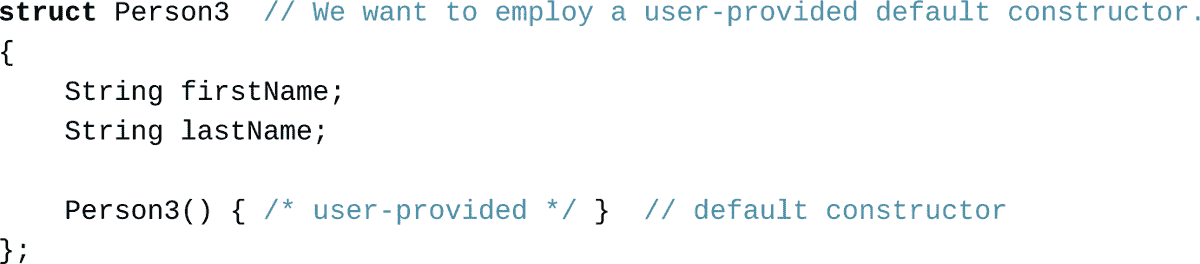 struct Person3  // We want to employ a user-provided default constructor.
{
    String firstName;
    String lastName;

    Person3() { /* user-provided */ }  // default constructor
};